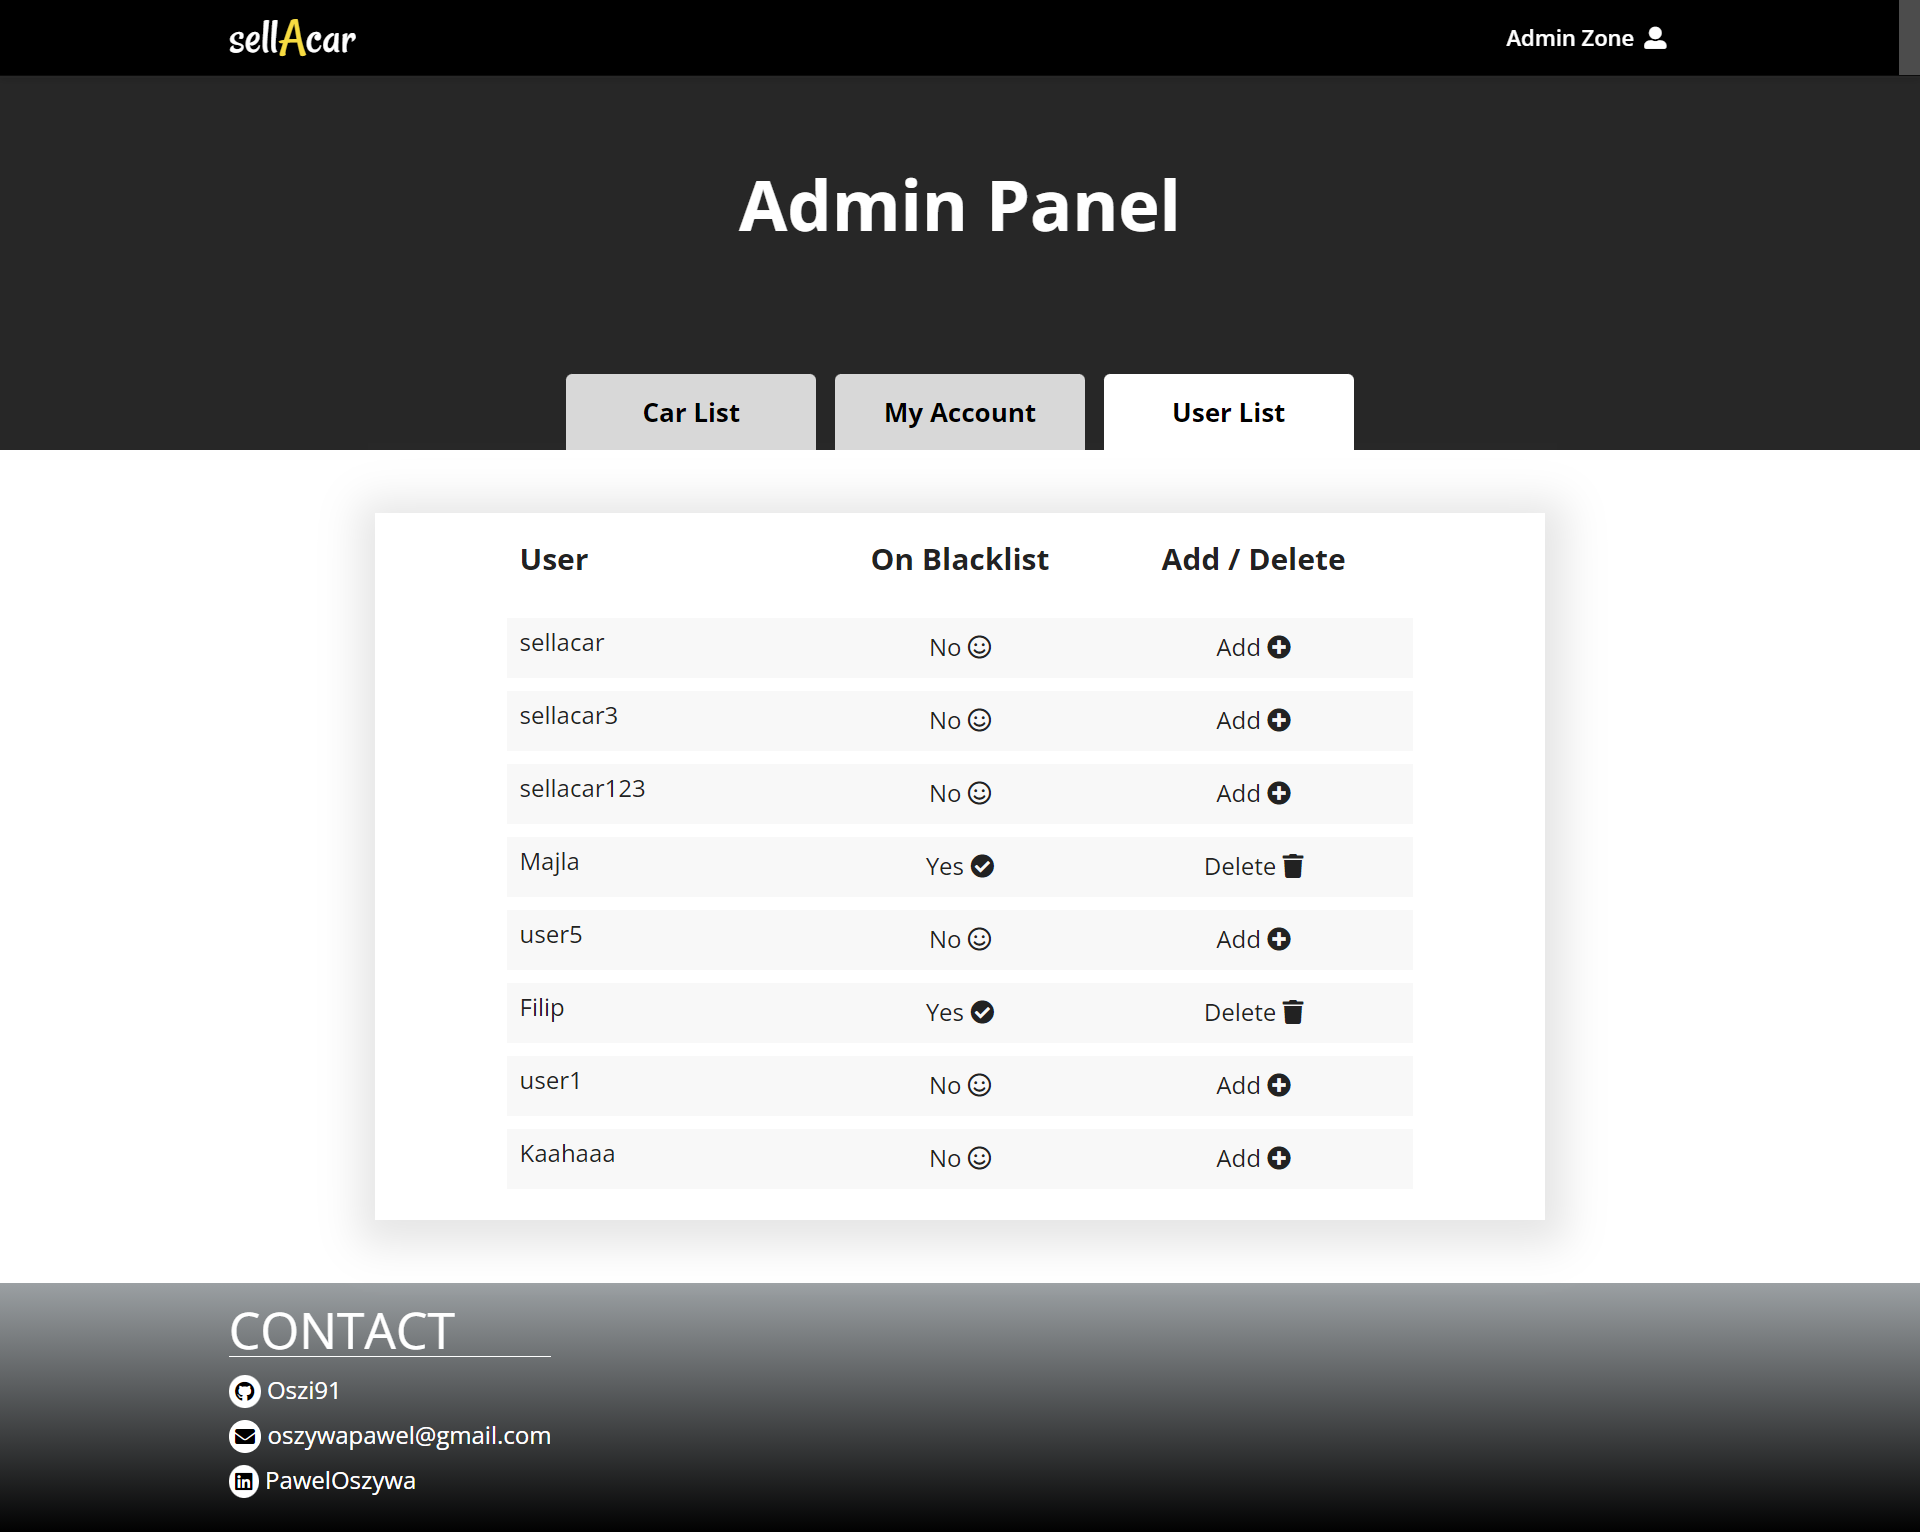 sellAcar
Admin Zone
Admin Panel
Car List
My Account
User List
User On Blacklist Add / Delete
sellacar No Add
sellacar3 No Add
sellacar123 No Add
Majla Yes Delete
user5 No Add
Filip Yes Delete
user1 No Add
Kaahaaa No Add
CONTACT
Oszi91
oszywapawel@gmail.com
in PawelOszywa